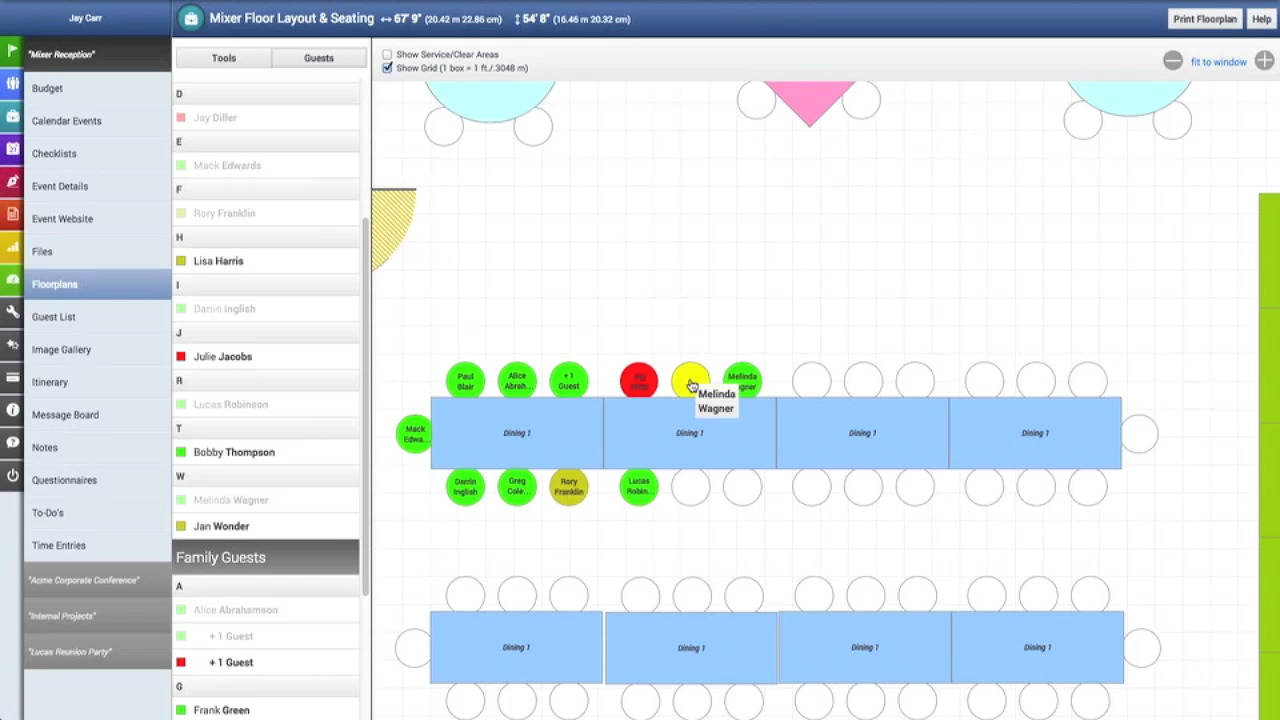 Jay Carr
Mixer Floor Layout & Seating ↔ 67' 9" (20.42 m 22.86 cm) ↕ 54' 8" (16.46 m 20.32 cm)
Print Floorplan
Help
"Mixer Reception"
Budget
Calendar Events
Checklists
Event Details
Event Website
Files
Floorplans
Guest List
Image Gallery
Itinerary
Message Board
Notes
Questionnaires
To-Do's
Time Entries
"Acme Corporate Conference"
"Internal Projects"
"Lucas Reunion Party"
21
Tools
Guests
D
Jay Diller
E
Mack Edwards
F
Rory Franklin
H
Lisa Harris
I
Darrin Inglish
J
Julie Jacobs
R
Lucas Robinson
T
Bobby Thompson
W
Melinda Wagner
Jan Wonder
Family Guests
A
Alice Abrahamson
+ 1 Guest
+ 1 Guest
G
Frank Green
Show Service/Clear Areas
Show Grid (1 box = 1 ft./.3048 m)
fit to window
Paul
Blair
Alice
Abrah...
+ 1
Guest
Melinda
Wagner
Melinda
Mack
Edwa...
Dining 1
Dining 1
Dining 1
Dining 1
Darrin
Inglish
Greg
Cole...
Rory
Franklin
Lucas
Robin...
Dining 1
Dining 1
Dining 1
Dining 1